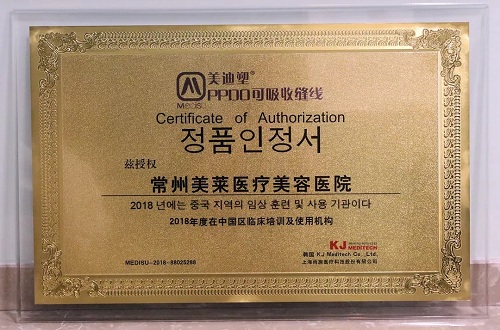 美迪塑®
MEDISU
PPDO可吸收缝线
Certificate of Authorization
정품인정서
兹授权
常州美莱医疗美容医院
2018 년에는 중국 지역의 임상 훈련 및 사용 기관이다
2018年度在中国区临床培训及使用机构
KJ MEDITECH
MEDISU-2018-88025268
韩国 KJ Meditech Co .,Ltd.